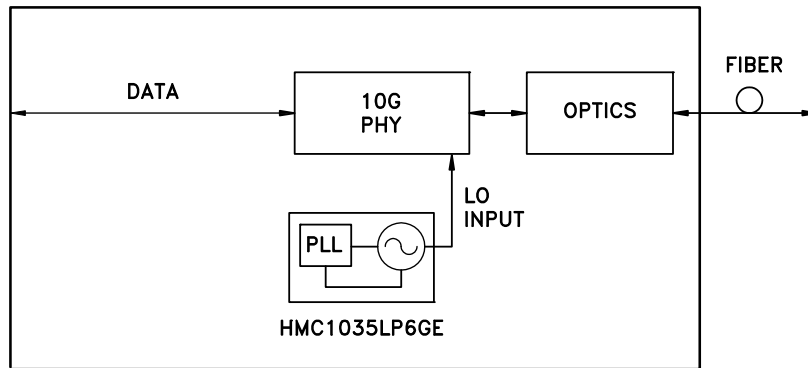 FIBER
DATA
10G
PHY
OPTICS
LO
INPUT
PLL
HMC1035LP6GE